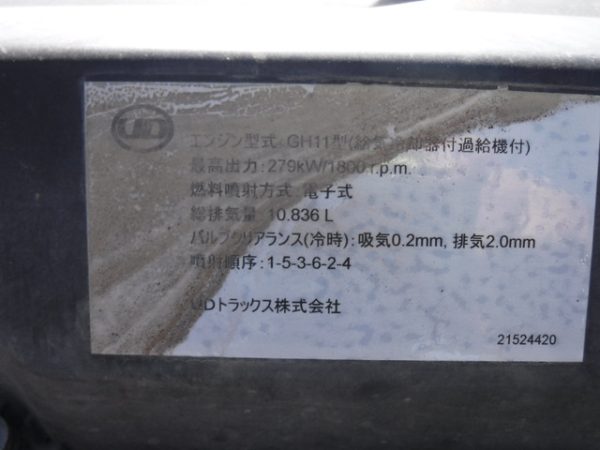 UD
エンジン型式:GH11型(給気冷却器付過給機付)
最高出力:279kW/1800 r.p.m.
燃料噴射方式 電子式
総排気量 10.836 L
バルブクリアランス(冷時):吸気0.2mm, 排気2.0mm
噴射順序:1-5-3-6-2-4
UDトラックス株式会社
21524420